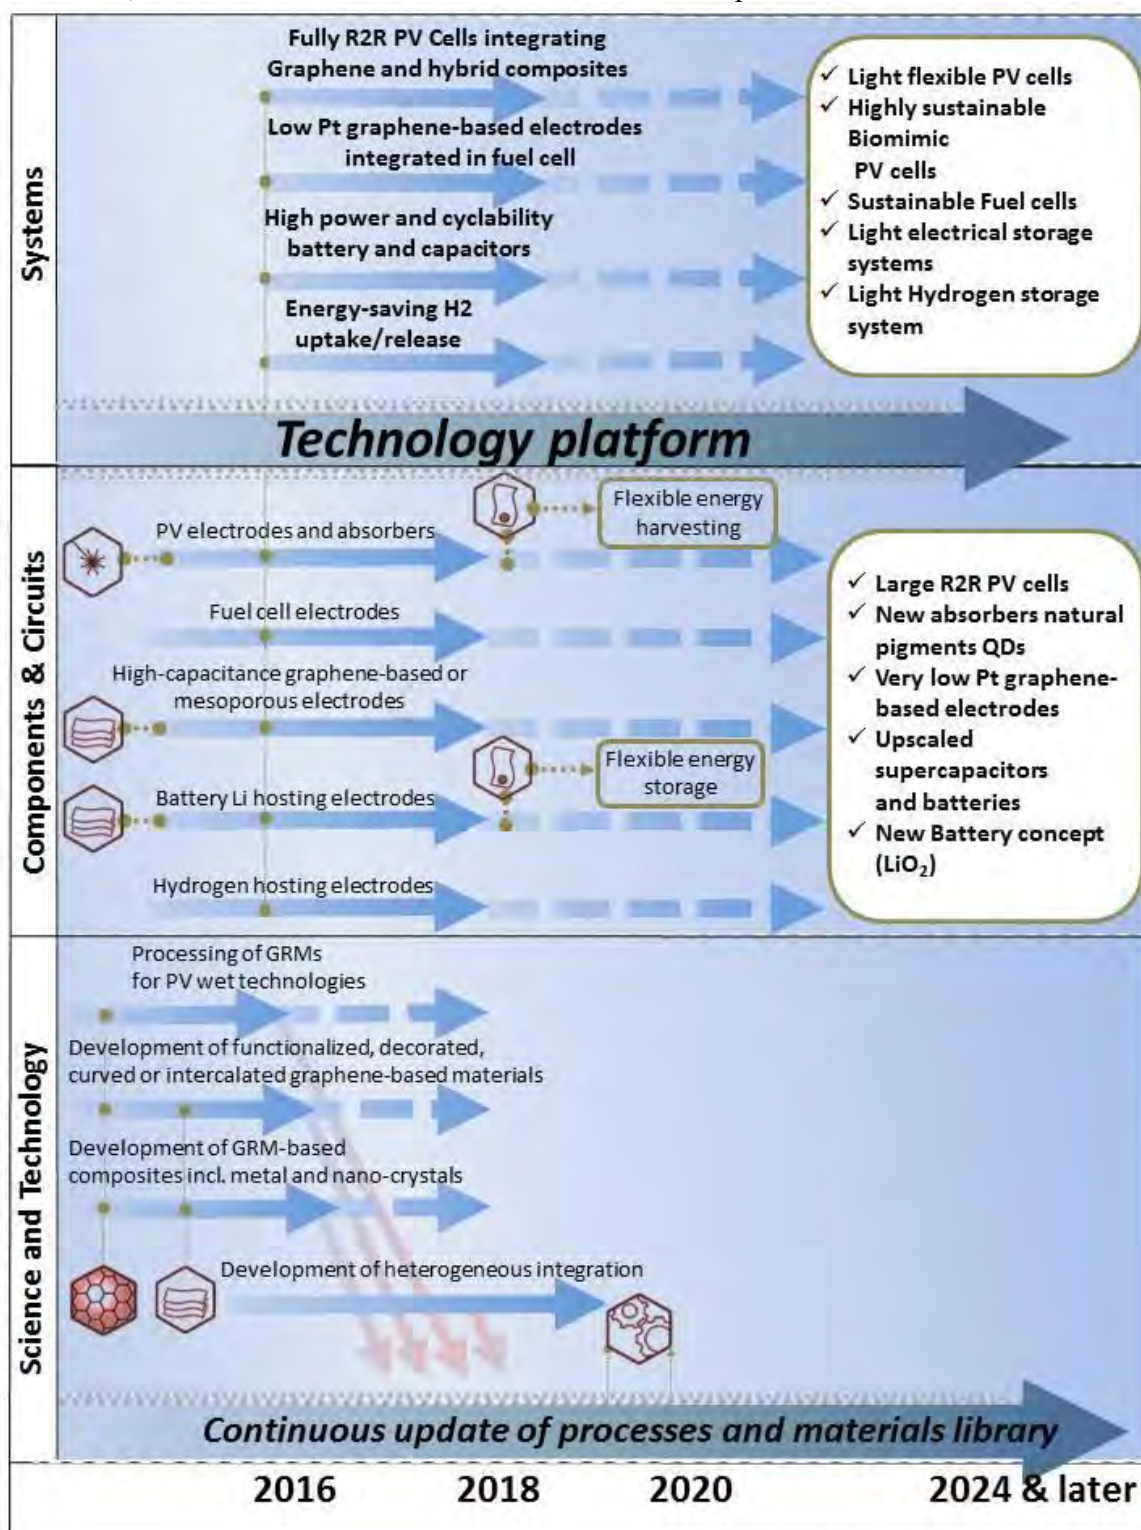 Systems
Fully R2R PV Cells integrating
Graphene and hybrid composites
Low Pt graphene-based electrodes
integrated in fuel cell
High power and cyclability
battery and capacitors
Energy-saving H2
uptake/release
✓ Light flexible PV cells
✓ Highly sustainable
Biomimic
PV cells
✓ Sustainable Fuel cells
✓ Light electrical storage
systems
✓ Light Hydrogen storage
system
Technology platform
Components & Circuits
PV electrodes and absorbers
Flexible energy
harvesting
Fuel cell electrodes
High-capacitance graphene-based or
mesoporous electrodes
Flexible energy
storage
Battery Li hosting electrodes
Hydrogen hosting electrodes
✓ Large R2R PV cells
✓ New absorbers natural
pigments QDs
✓ Very low Pt graphene-
based electrodes
✓ Upscaled
supercapacitors
and batteries
✓ New Battery concept
(LiO₂)
Science and Technology
Processing of GRMs
for PV wet technologies
Development of functionalized, decorated,
curved or intercalated graphene-based materials
Development of GRM-based
composites incl. metal and nano-crystals
Development of heterogeneous integration
Continuous update of processes and materials library
2016 2018 2020 2024 & later